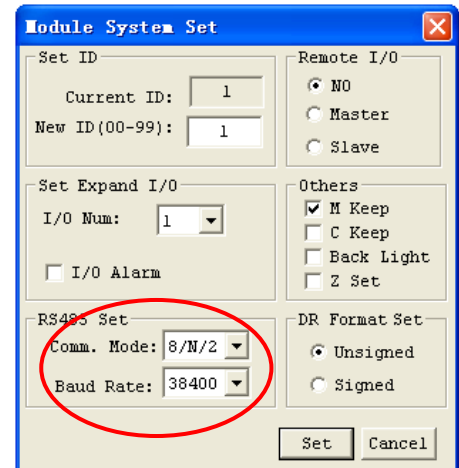 Module System Set
Set ID
Current ID: 1
New ID(00-99): 1
Remote I/O
NO
Master
Slave
Set Expand I/O
I/O Num: 1
I/O Alarm
Others
M Keep
C Keep
Back Light
Z Set
RS485 Set
Comm. Mode: 8/N/2
Baud Rate: 38400
DR Format Set
Unsigned
Signed
Set Cancel